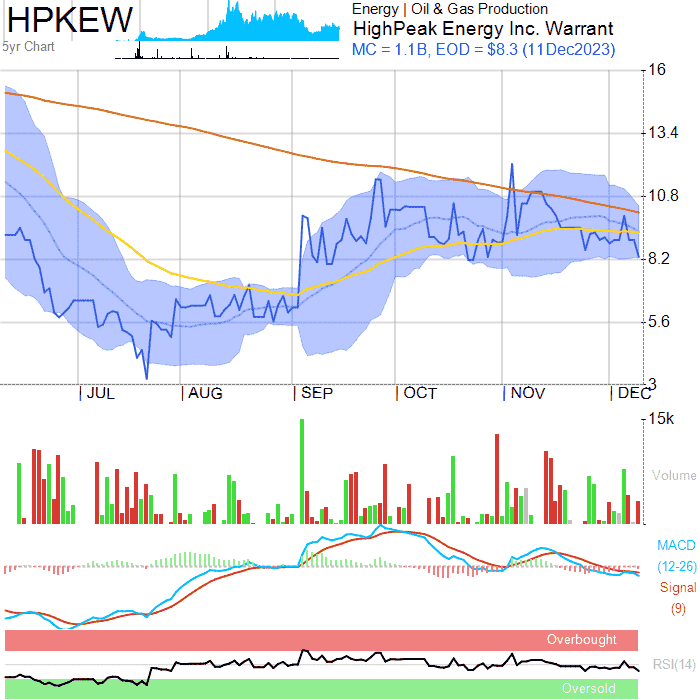 HPKEW
5yr Chart
Energy | Oil & Gas Production
HighPeak Energy Inc. Warrant
MC = 1.1B, EOD = $8.3 (11Dec2023)
16
13.4
10.8
8.2
5.6
3
| JUL
| AUG
| SEP
| OCT
| NOV
| DEC
15k
Volume
MACD
(12-26)
Signal
(9)
Overbought
RSI(14)
Oversold